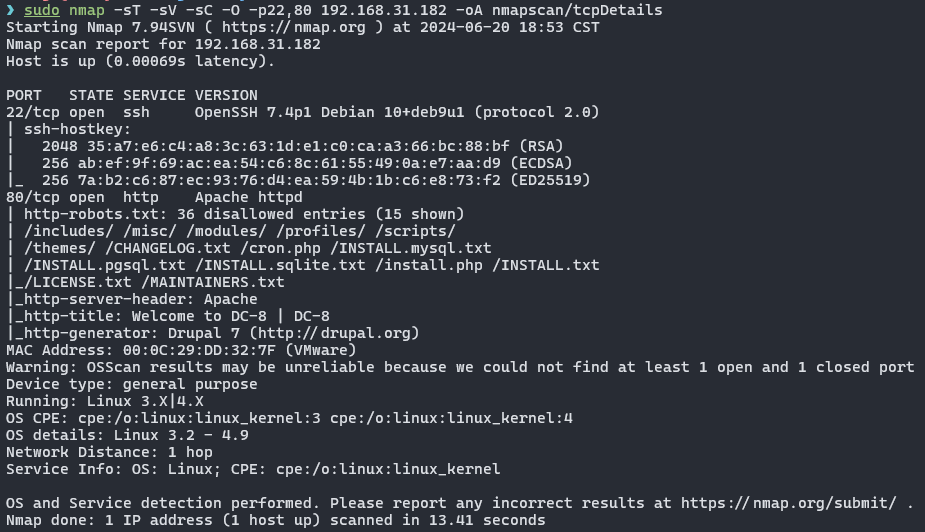 ❯ sudo nmap -sT -sV -sC -O -p22,80 192.168.31.182 -oA nmapscan/tcpDetails
Starting Nmap 7.94SVN ( https://nmap.org ) at 2024-06-20 18:53 CST
Nmap scan report for 192.168.31.182
Host is up (0.00069s latency).

PORT   STATE SERVICE VERSION
22/tcp open  ssh     OpenSSH 7.4p1 Debian 10+deb9u1 (protocol 2.0)
| ssh-hostkey:
|   2048 35:a7:e6:c4:a8:3c:63:1d:e1:c0:ca:a3:66:bc:88:bf (RSA)
|   256 ab:ef:9f:69:ac:ea:54:c6:8c:61:55:49:0a:e7:aa:d9 (ECDSA)
|_  256 7a:b2:c6:87:ec:93:76:d4:ea:59:4b:1b:c6:e8:73:f2 (ED25519)
80/tcp open  http    Apache httpd
| http-robots.txt: 36 disallowed entries (15 shown)
| /includes/ /misc/ /modules/ /profiles/ /scripts/
| /themes/ /CHANGELOG.txt /cron.php /INSTALL.mysql.txt
| /INSTALL.pgsql.txt /INSTALL.sqlite.txt /install.php /INSTALL.txt
|_/LICENSE.txt /MAINTAINERS.txt
|_http-server-header: Apache
|_http-title: Welcome to DC-8 | DC-8
|_http-generator: Drupal 7 (http://drupal.org)
MAC Address: 00:0C:29:DD:32:7F (VMware)
Warning: OSScan results may be unreliable because we could not find at least 1 open and 1 closed port
Device type: general purpose
Running: Linux 3.X|4.X
OS CPE: cpe:/o:linux:linux_kernel:3 cpe:/o:linux:linux_kernel:4
OS details: Linux 3.2 - 4.9
Network Distance: 1 hop
Service Info: OS: Linux; CPE: cpe:/o:linux:linux_kernel

OS and Service detection performed. Please report any incorrect results at https://nmap.org/submit/ .
Nmap done: 1 IP address (1 host up) scanned in 13.41 seconds